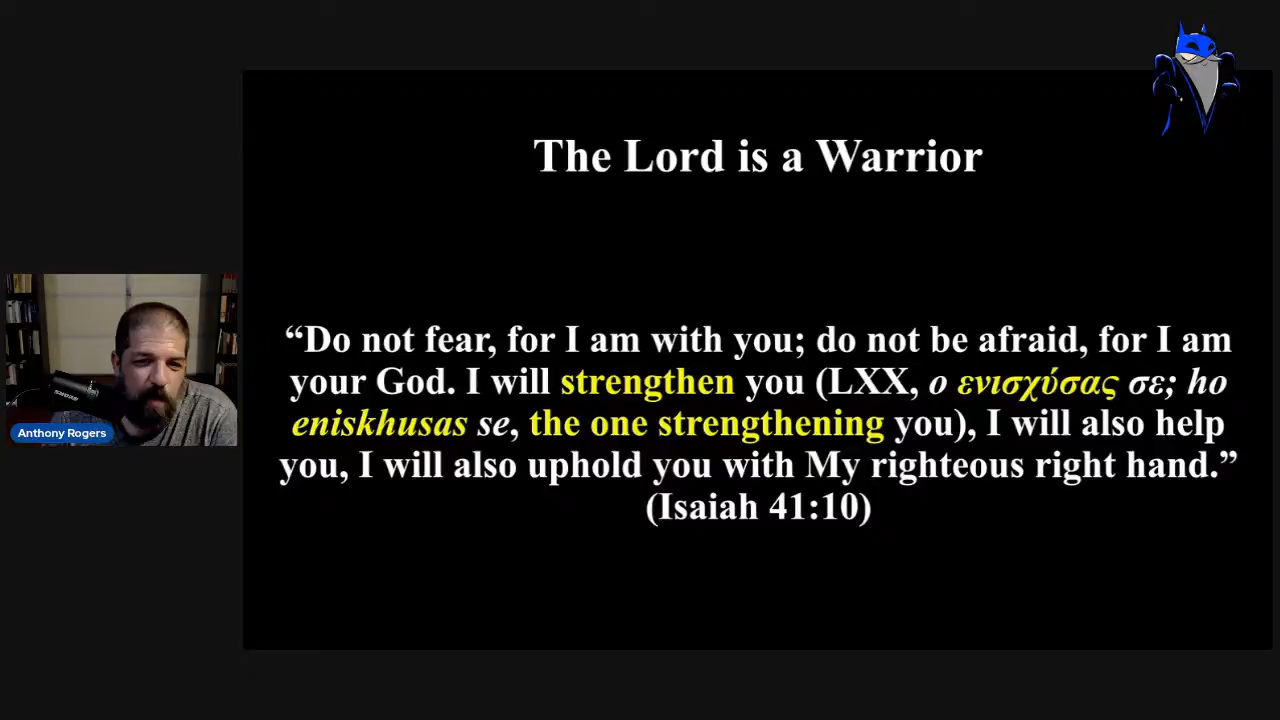 The Lord is a Warrior
“Do not fear, for I am with you; do not be afraid, for I am
your God. I will strengthen you (LXX, ο ενισχύσας σε; ho
eniskhusas se, the one strengthening you), I will also help
you, I will also uphold you with My righteous right hand.”
(Isaiah 41:10)
Anthony Rogers